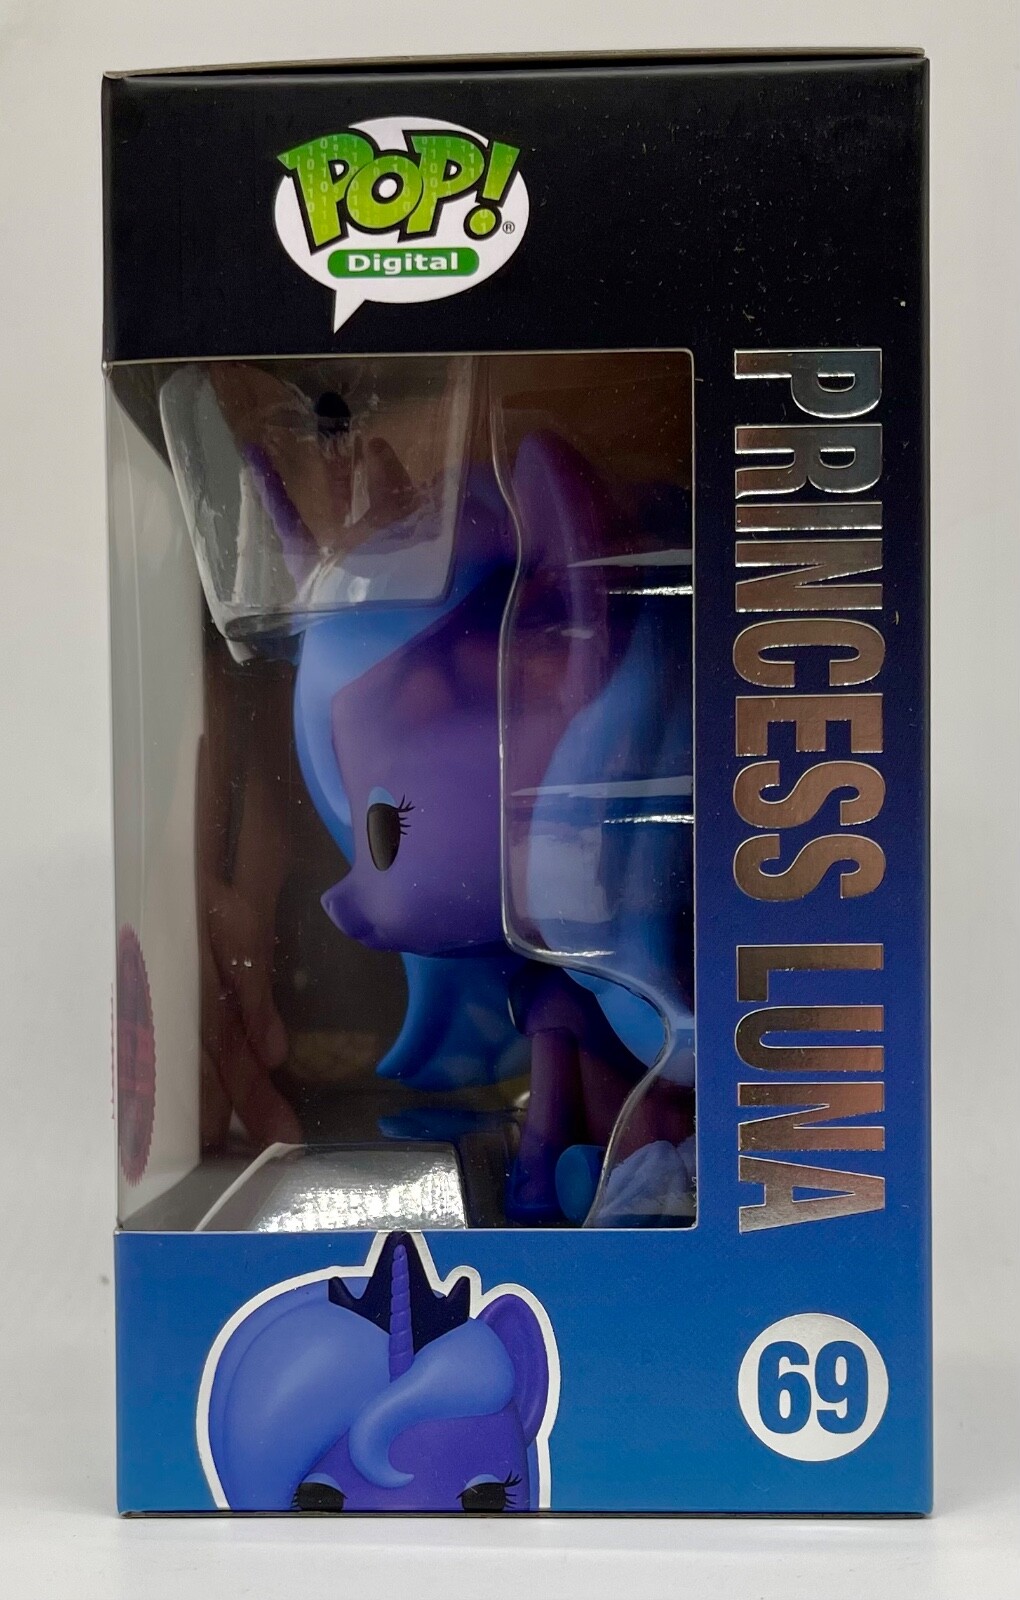 POP!®
Digital
PRINCESS LUNA
69